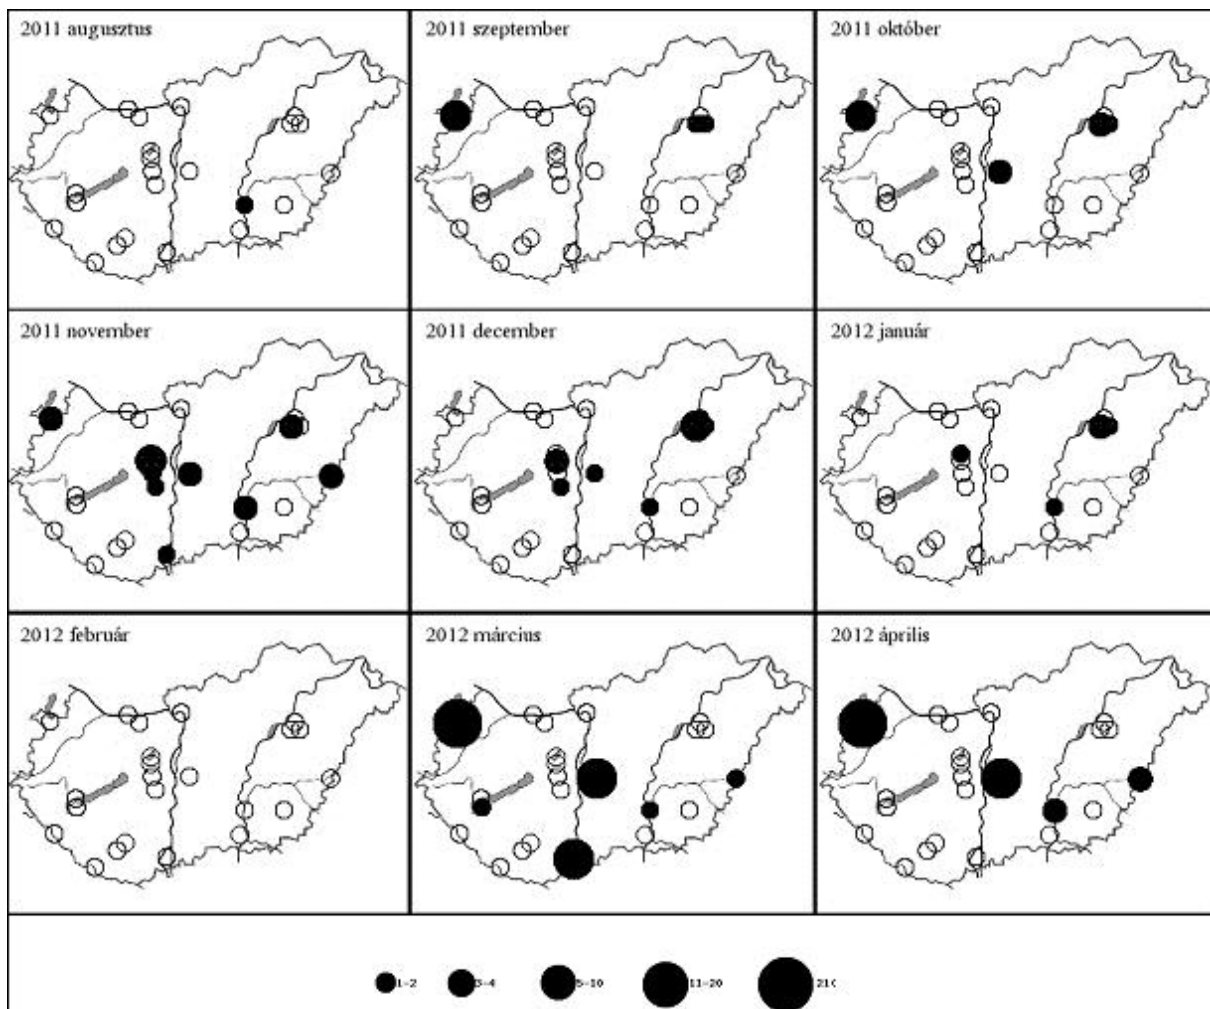 2011 augusztus
2011 szeptember
2011 október
2011 november
2011 december
2012 január
2012 február
2012 március
2012 április
1-2
3-4
5-10
11-20